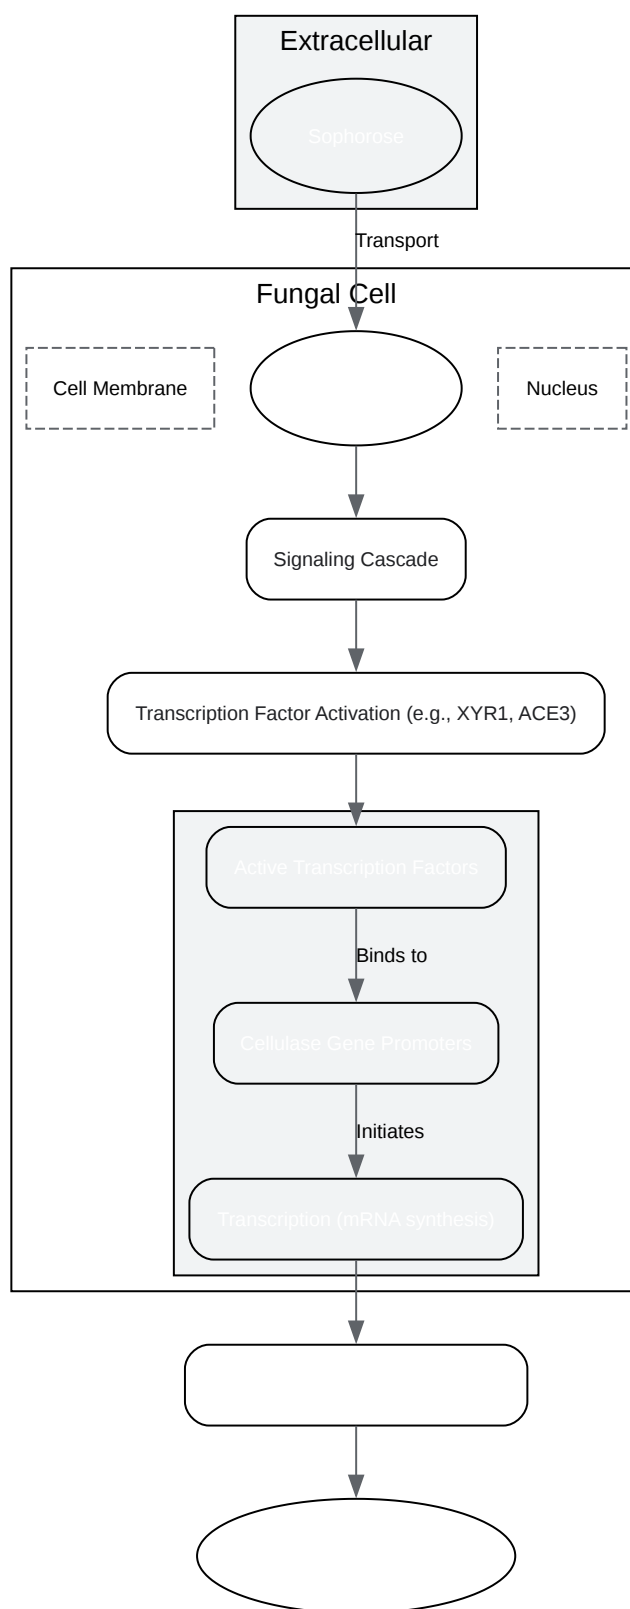 Extracellular
Sophorose
Transport
Fungal Cell
Cell Membrane
Nucleus
Signaling Cascade
Transcription Factor Activation (e.g., XYR1, ACE3)
Active Transcription Factors
Binds to
Cellulase Gene Promoters
Initiates
Transcription (mRNA synthesis)